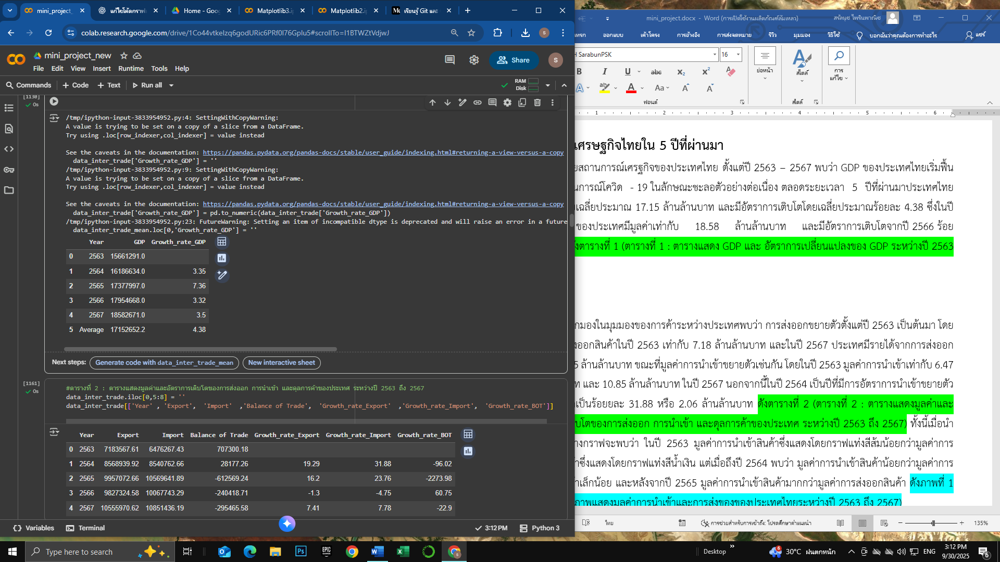 mini_project_
แก้ไขโค้ดกราฟ
Home - Goo
Matplotlib3.i
Matplotlib2.i
เรียนรู้ Git และ
colab.research.google.com/drive/1Co44vtkelzq6godURic6PRf0l76Gplu5#scrollTo=I1BTWZtVdjwJ
mini_project_new
File Edit View Insert Runtime Tools Help
Share
S
Commands + Code + Text Run all
RAM
Disk
[1130]
0s
/tmp/ipython-input-3833954952.py:4: SettingWithCopyWarning:
A value is trying to be set on a copy of a slice from a DataFrame.
Try using .loc[row_indexer,col_indexer] = value instead
See the caveats in the documentation: https://pandas.pydata.org/pandas-docs/stable/user_guide/indexing.html#returning-a-view-versus-a-copy
data_inter_trade['Growth_rate_GDP'] = ''
/tmp/ipython-input-3833954952.py:9: SettingWithCopyWarning:
A value is trying to be set on a copy of a slice from a DataFrame.
Try using .loc[row_indexer,col_indexer] = value instead
See the caveats in the documentation: https://pandas.pydata.org/pandas-docs/stable/user_guide/indexing.html#returning-a-view-versus-a-copy
data_inter_trade['Growth_rate_GDP'] = pd.to_numeric(data_inter_trade['Growth_rate_GDP'])
/tmp/ipython-input-3833954952.py:23: FutureWarning: Setting an item of incompatible dtype is deprecated and will raise an error in a future
data_inter_trade_mean.loc[0,'Growth_rate_GDP'] = ''
Year GDP Growth_rate_GDP
0 2563 15661291.0
1 2564 16186634.0 3.35
2 2565 17377997.0 7.36
3 2566 17954668.0 3.32
4 2567 18582671.0 3.5
5 Average 17152652.2 4.38
Next steps: Generate code with data_inter_trade_mean New interactive sheet
[1161]
0s
#ตารางที่ 2 : ตารางแสดงมูลค่าและอัตราการเติบโตของการส่งออก การนำเข้า และดุลการค้าของประเทศ ระหว่างปี 2563 ถึง 2567
data_inter_trade.iloc[0,5:8] = ''
data_inter_trade[['Year' , 'Export', 'Import' ,'Balance of Trade', 'Growth_rate_Export' ,'Growth_rate_Import', 'Growth_rate_BOT']]
Year Export Import Balance of Trade Growth_rate_Export Growth_rate_Import Growth_rate_BOT
0 2563 7183567.61 6476267.43 707300.18
1 2564 8568939.92 8540762.66 28177.26 19.29 31.88 -96.02
2 2565 9957072.66 10569641.89 -612569.24 16.2 23.76 -2273.98
3 2566 9827324.58 10067743.29 -240418.71 -1.3 -4.75 60.75
4 2567 10555970.62 10851436.19 -295465.58 7.41 7.78 -22.9
Variables Terminal 3:12 PM Python 3
mini_project.docx - Word (การเปิดใช้งานผลิตภัณฑ์ล้มเหลว)
สรัลนุช ไพรินพาณิช
แทรก ออกแบบ เค้าโครง การอ้างอิง การส่งจดหมาย รีวิว มุมมอง วิธีใช้ บอกฉันว่าคุณต้องการทำอะไร แชร์
H SarabunPSK 16
B I U abc X₂ X² ย่อหน้า สไตล์ การแก้ไข
A ab A Aa A A
ฟอนต์ สไตล์
1 2 3 4 5 6
เศรษฐกิจไทยใน 5 ปีที่ผ่านมา
ยสถานการณ์เศรษฐกิจของประเทศไทย ตั้งแต่ปี 2563 – 2567 พบว่า GDP ของประเทศไทยเริ่มฟื้น
นการณ์โควิด - 19 ในลักษณะชะลอตัวอย่างต่อเนื่อง ตลอดระยะเวลา 5 ปีที่ผ่านมาประเทศไทย
เฉลี่ยประมาณ 17.15 ล้านล้านบาท และมีอัตราการเติบโตโดยเฉลี่ยประมาณร้อยละ 4.38 ซึ่งในปี
ของประเทศมีมูลค่าเท่ากับ 18.58 ล้านล้านบาท และมีอัตราการเติบโตจากปี 2566 ร้อย
งตารางที่ 1 (ตารางที่ 1 : ตารางแสดง GDP และ อัตราการเปลี่ยนแปลงของ GDP ระหว่างปี 2563
กมองในมุมมองของการค้าระหว่างประเทศพบว่า การส่งออกขยายตัวตั้งแต่ปี 2563 เป็นต้นมา โดย
งออกสินค้าในปี 2563 เท่ากับ 7.18 ล้านล้านบาท และในปี 2567 ประเทศมีรายได้จากการส่งออก
5 ล้านล้านบาท ขณะที่มูลค่าการนำเข้าขยายตัวเช่นกัน โดยในปี 2563 มูลค่าการนำเข้าเท่ากับ 6.47
ท และ 10.85 ล้านล้านบาท ในปี 2567 นอกจากนี้ในปี 2564 เป็นปีที่มีการอัตราการนำเข้าขยายตัว
เป็นร้อยยละ 31.88 หรือ 2.06 ล้านล้านบาท ดังตารางที่ 2 (ตารางที่ 2 : ตารางแสดงมูลค่าและ
บโตของการส่งออก การนำเข้า และดุลการค้าของประเทศ ระหว่างปี 2563 ถึง 2567) ทั้งนี้เมื่อนำ
างกราฟจะพบว่า ในปี 2563 มูลค่าการนำเข้าสินค้าซึ่งแสดงโดยกราฟแท่งสีส้มน้อยกว่ามูลค่าการ
าซึ่งแสดงโดยกราฟแท่งสีน้ำเงิน แต่เมื่อถึงปี 2564 พบว่า มูลค่าการนำเข้าสินค้าน้อยกว่ามูลค่าการ
าเล็กน้อย และหลังจากปี 2565 มูลค่าการนำเข้าสินค้ามากกว่ามูลค่าการส่งออกสินค้า ดังภาพที่ 1
ภาพแสดงมูลค่าการนำเข้าและการส่งของของประเทศไทยระหว่างปี 2563 ถึง 2567)
ไทย การช่วยสำหรับการเข้าถึง: โปรดศึกษาคำแนะนำ 135%
Type here to search Desktop 30°C ฝนตกหนัก ENG 3:12 PM
9/30/2025
6